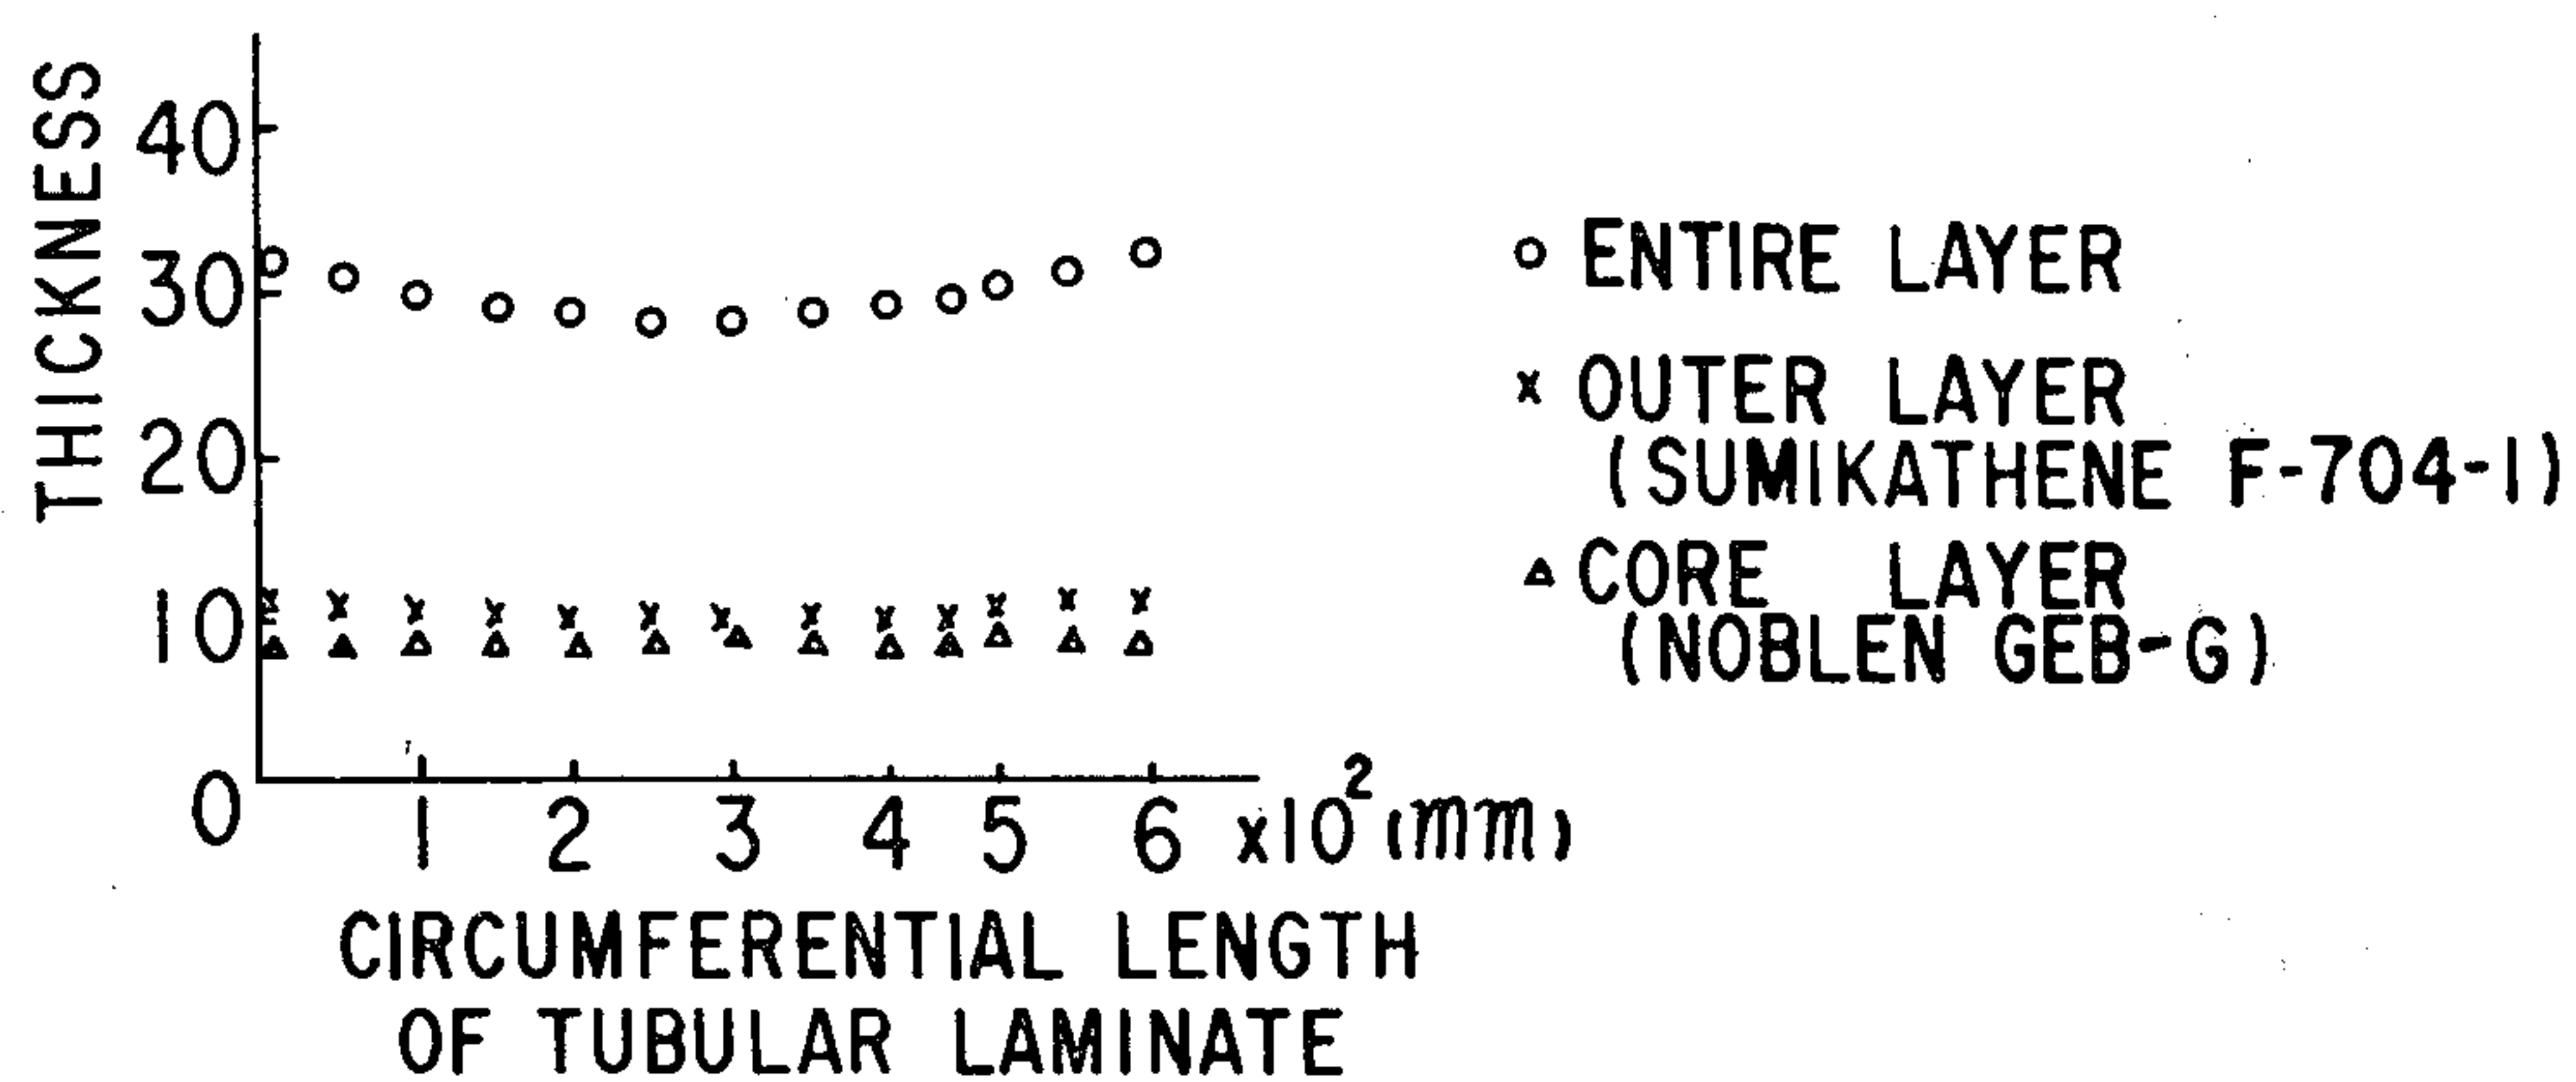 THICKNESS
40
30
20
10
0
1 2 3 4 5 6 ×10² (mm)
CIRCUMFERENTIAL LENGTH
OF TUBULAR LAMINATE
o ENTIRE LAYER
x OUTER LAYER
(SUMIKATHENE F-704-1)
△ CORE LAYER
(NOBLEN GEB-G)